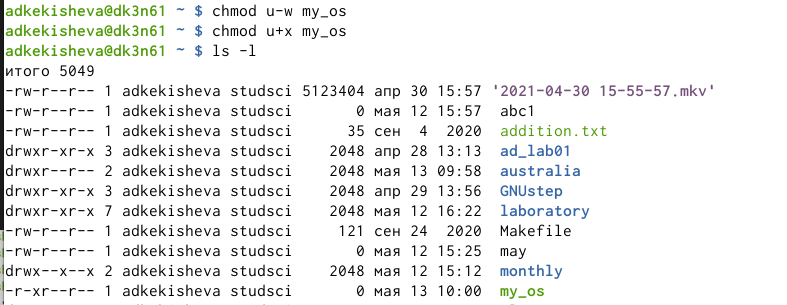 adkekisheva@dk3n61 ~ $ chmod u-w my_os
adkekisheva@dk3n61 ~ $ chmod u+x my_os
adkekisheva@dk3n61 ~ $ ls -l
итого 5049
-rw-r--r-- 1 adkekisheva studsci 5123404 апр 30 15:57 '2021-04-30 15-55-57.mkv'
-rw-r--r-- 1 adkekisheva studsci       0 мая 12 15:57  abc1
-rw-r--r-- 1 adkekisheva studsci      35 сен  4  2020  addition.txt
drwxr-xr-x 3 adkekisheva studsci    2048 апр 28 13:13  ad_lab01
drwxr--r-- 2 adkekisheva studsci    2048 мая 13 09:58  australia
drwxr-xr-x 3 adkekisheva studsci    2048 апр 29 13:56  GNUstep
drwxr-xr-x 7 adkekisheva studsci    2048 мая 12 16:22  laboratory
-rw-r--r-- 1 adkekisheva studsci     121 сен 24  2020  Makefile
-rw-r--r-- 1 adkekisheva studsci       0 мая 12 15:25  may
drwx--x--x 2 adkekisheva studsci    2048 мая 12 15:12  monthly
-r-xr--r-- 1 adkekisheva studsci       0 мая 13 10:00  my_os